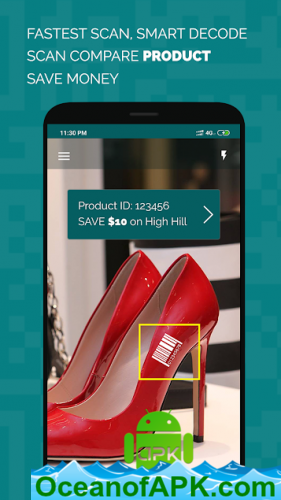 FASTEST SCAN, SMART DECODE
SCAN COMPARE PRODUCT
SAVE MONEY
11:30 PM
4G
Product ID: 123456
SAVE $10 on High Hill
APK
OceanofAPK.com